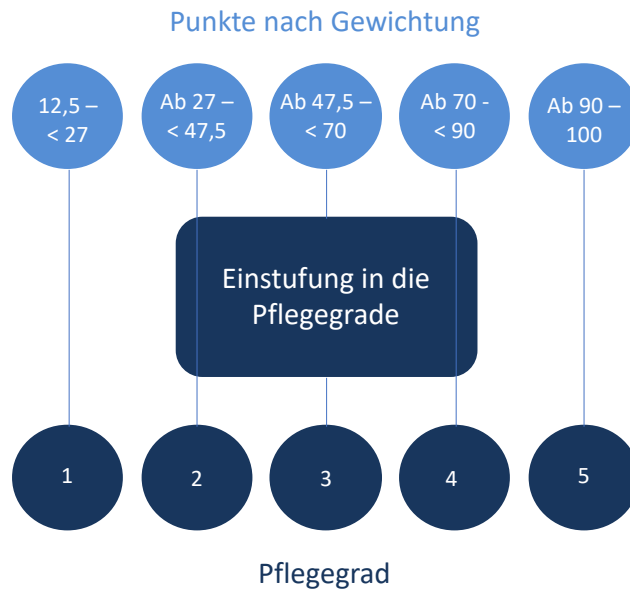 Punkte nach Gewichtung
12,5 –
< 27
Ab 27 –
< 47,5
Ab 47,5 –
< 70
Ab 70 -
< 90
Ab 90 –
100
Einstufung in die
Pflegegrade
1
2
3
4
5
Pflegegrad